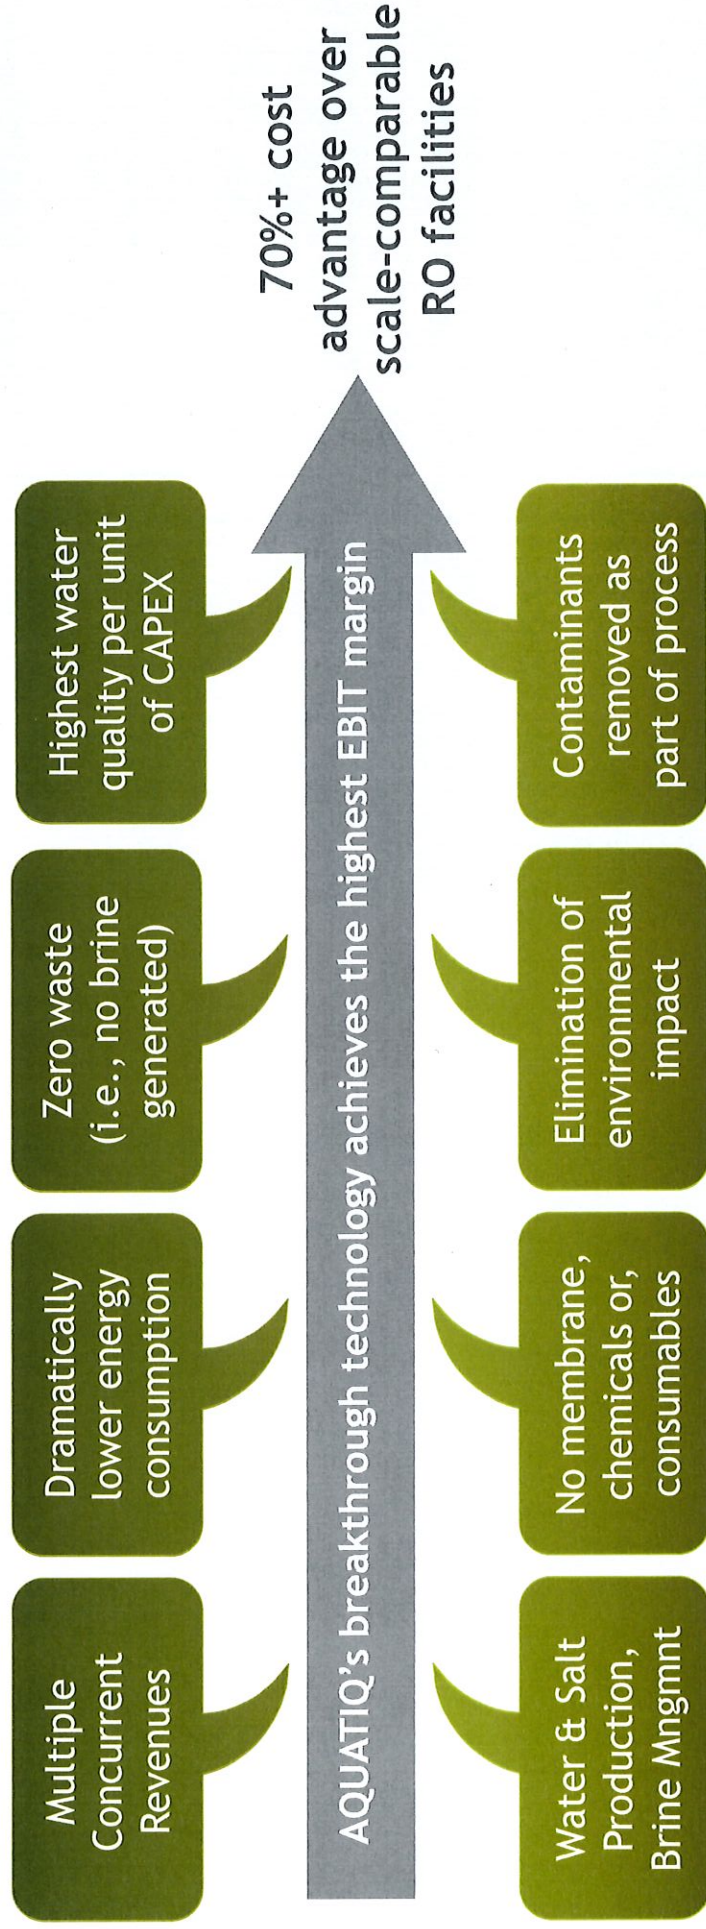 Multiple
Concurrent
Revenues
Dramatically
lower energy
consumption
Zero waste
(i.e., no brine
generated)
Highest water
quality per unit
of CAPEX
AQUATIQ's breakthrough technology achieves the highest EBIT margin
70%+ cost
advantage over
scale-comparable
RO facilities
Water & Salt
Production,
Brine Mngmnt
No membrane,
chemicals or,
consumables
Elimination of
environmental
impact
Contaminants
removed as
part of process